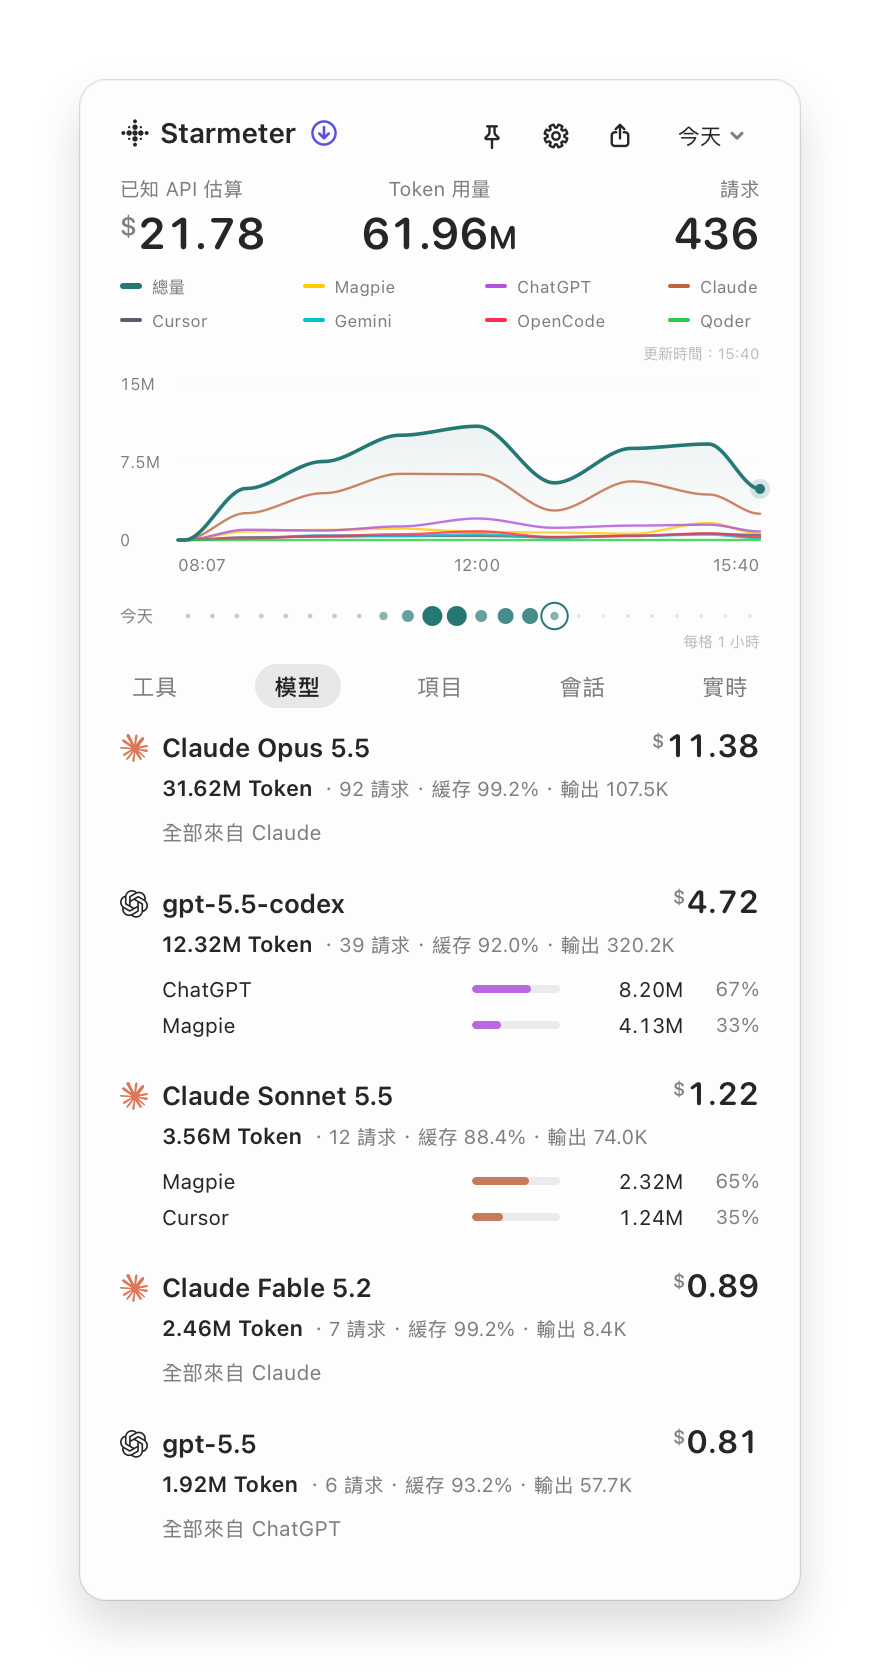 Starmeter
今天
已知 API 估算
Token 用量
請求
$21.78
61.96M
436
總量
Magpie
ChatGPT
Claude
Cursor
Gemini
OpenCode
Qoder
更新時間：15:40
15M
7.5M
0
08:07
12:00
15:40
今天
每格 1 小時
工具
模型
項目
會話
實時
Claude Opus 5.5
$11.38
31.62M Token · 92 請求 · 緩存 99.2% · 輸出 107.5K
全部來自 Claude
gpt-5.5-codex
$4.72
12.32M Token · 39 請求 · 緩存 92.0% · 輸出 320.2K
ChatGPT 8.20M 67%
Magpie 4.13M 33%
Claude Sonnet 5.5
$1.22
3.56M Token · 12 請求 · 緩存 88.4% · 輸出 74.0K
Magpie 2.32M 65%
Cursor 1.24M 35%
Claude Fable 5.2
$0.89
2.46M Token · 7 請求 · 緩存 99.2% · 輸出 8.4K
全部來自 Claude
gpt-5.5
$0.81
1.92M Token · 6 請求 · 緩存 93.2% · 輸出 57.7K
全部來自 ChatGPT